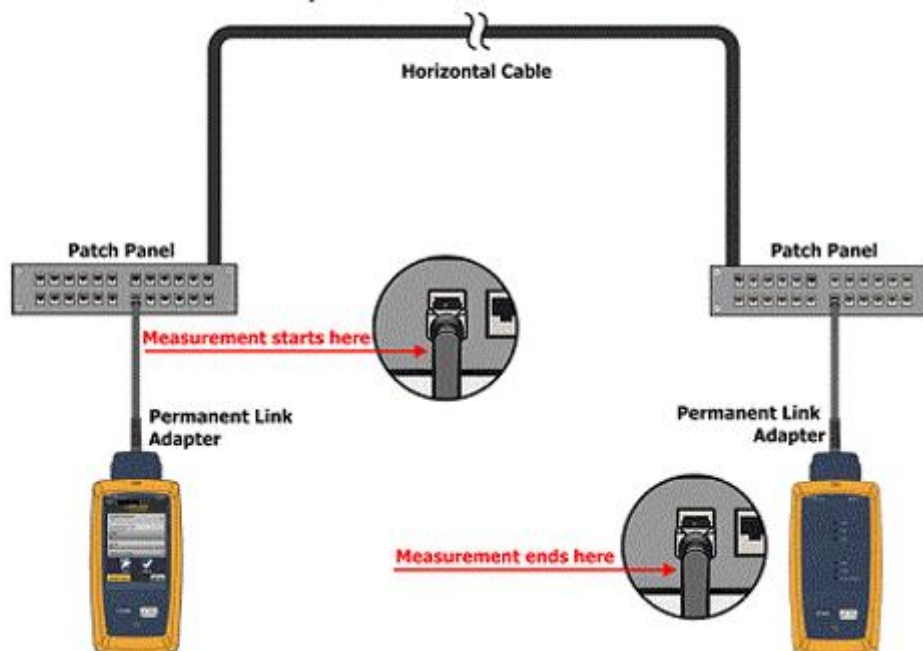 Horizontal Cable
Patch Panel
Patch Panel
Measurement starts here
Permanent Link
Adapter
Permanent Link
Adapter
Measurement ends here